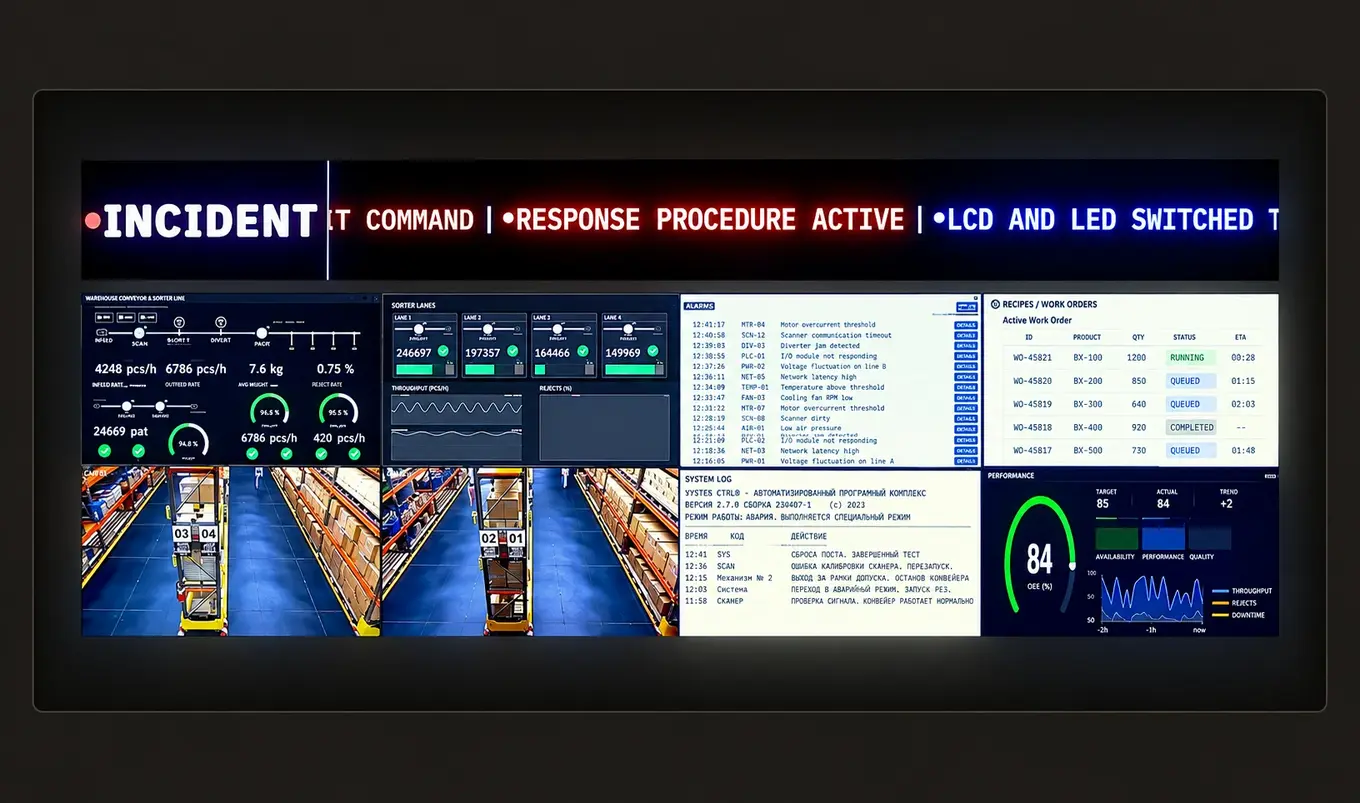 •INCIDENT
IT COMMAND | •RESPONSE PROCEDURE ACTIVE | •LCD AND LED SWITCHED T
WAREHOUSE CONVEYOR & SORTER LINE
INFEED
SCAN
DIVERT
PACK
4248 pcs/h
6786 pcs/h
7.6 kg
0.75 %
INFEED RATE
OUTFEED RATE
AVG WEIGHT
REJECT RATE
96.5 %
95.5 %
24669 pat
94.8 %
6786 pcs/h
420 pcs/h
SORTER LANES
LANE 1
LANE 2
LANE 3
LANE 4
246697
197357
164466
149969
THROUGHPUT (PCS/H)
REJECTS (%)
ALARMS
12:41:17 MTR-04 Motor overcurrent threshold DETAILS
12:40:58 SCN-12 Scanner communication timeout DETAILS
12:39:03 DIV-03 Diverter jam detected DETAILS
12:38:55 PLC-01 I/O module not responding DETAILS
12:37:26 PWR-02 Voltage fluctuation on line B DETAILS
12:36:11 NET-05 Network latency high DETAILS
12:34:09 TEMP-01 Temperature above threshold DETAILS
12:33:47 FAN-03 Cooling fan RPM low DETAILS
12:31:22 MTR-07 Motor overcurrent threshold DETAILS
12:28:19 SCN-08 Scanner dirty DETAILS
12:25:44 AIR-01 Low air pressure DETAILS
12:21:09 PLC-02 I/O module not responding DETAILS
12:18:36 NET-03 Network latency high DETAILS
12:16:05 PWR-01 Voltage fluctuation on line A DETAILS
RECIPES / WORK ORDERS
Active Work Order
ID PRODUCT QTY STATUS ETA
WO-45821 BX-100 1200 RUNNING 00:28
WO-45820 BX-200 850 QUEUED 01:15
WO-45819 BX-300 640 QUEUED 02:03
WO-45818 BX-400 920 COMPLETED --
WO-45817 BX-500 730 QUEUED 01:48
03 04
02 01
SYSTEM LOG
YYSTES CTRL® - АВТОМАТИЗИРОВАННЫЙ ПРОГРАМНЫЙ КОМПЛЕКС
ВЕРСИЯ 2.7.0 СБОРКА 230407-1 (c) 2023
РЕЖИМ РАБОТЫ: АВАРИЯ. ВЫПОЛНЯЕТСЯ СПЕЦИАЛЬНЫЙ РЕЖИМ
ВРЕМЯ КОД ДЕЙСТВИЕ
12:41 SYS СБРОСА ПОСТА. ЗАВЕРШЕННЫЙ ТЕСТ
12:36 SCAN ОШИБКА КАЛИБРОВКИ СКАНЕРА. ПЕРЕЗАПУСК.
12:15 Механизм № 2 ВЫХОД ЗА РАМКИ ДОПУСКА. ОСТАНОВ КОНВЕЙЕРА
12:03 Система ПЕРЕХОД В АВАРИЙНЫЙ РЕЖИМ. ЗАПУСК РЕЗ.
11:58 СКАНЕР ПРОВЕРКА СИГНАЛА. КОНВЕЙЕР РАБОТАЕТ НОРМАЛЬНО
PERFORMANCE
TARGET ACTUAL TREND
85 84 +2
84
OEE (%)
AVAILABILITY PERFORMANCE QUALITY
100
50
50
-2h -1h now
THROUGHPUT
REJECTS
DOWNTIME